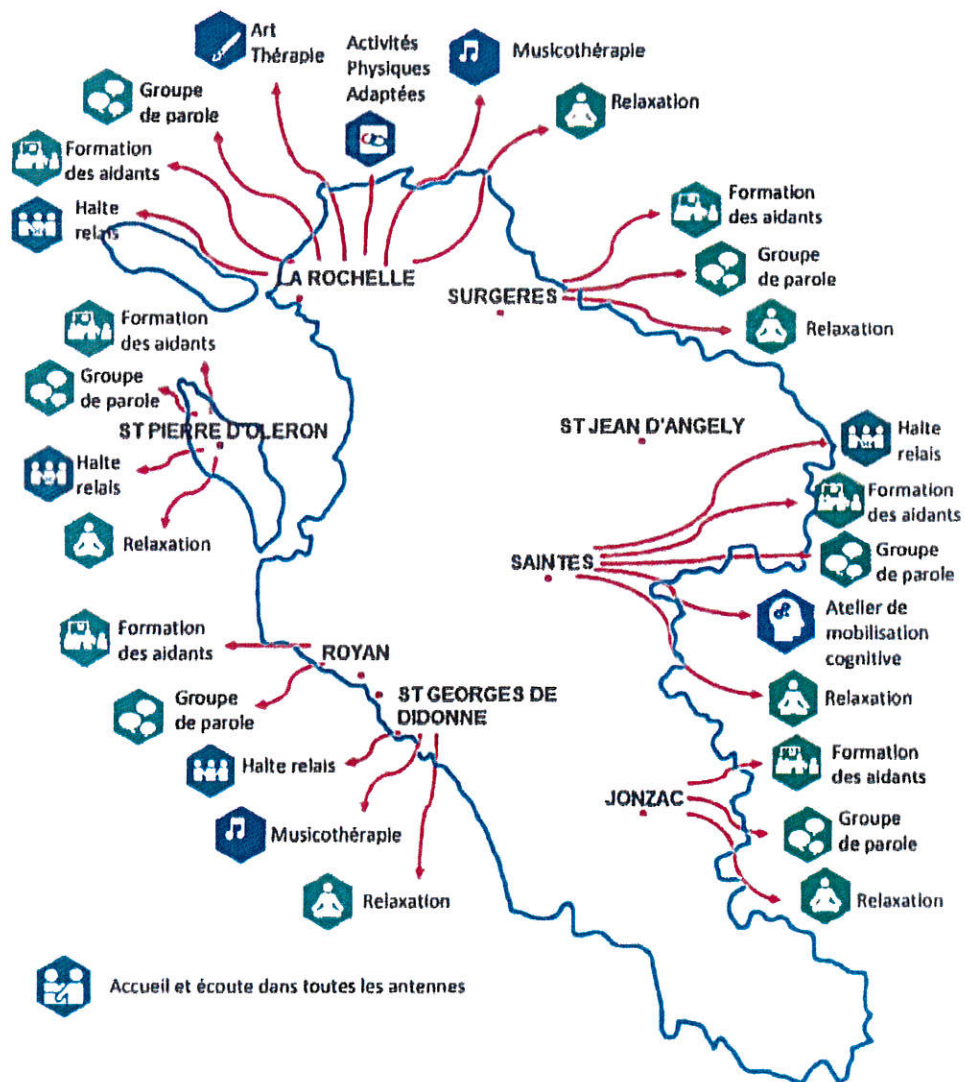 Art
Thérapie
Activités
Physiques
Adaptées
Musicothérapie
Groupe
de parole
Relaxation
Formation
des aidants
Halte
relais
LA ROCHELLE
Formation
des aidants
Groupe
de parole
Relaxation
SURGERES
Formation
des aidants
Groupe
de parole
ST PIERRE D'OLERON
Halte
relais
Relaxation
ST JEAN D'ANGELY
Halte
relais
Formation
des aidants
Groupe
de parole
SAINTES
Atelier de
mobilisation
cognitive
Relaxation
Formation
des aidants
ROYAN
Groupe
de parole
ST GEORGES DE
DIDONNE
Halte relais
Musicothérapie
Relaxation
JONZAC
Formation
des aidants
Groupe
de parole
Relaxation
Accueil et écoute dans toutes les antennes